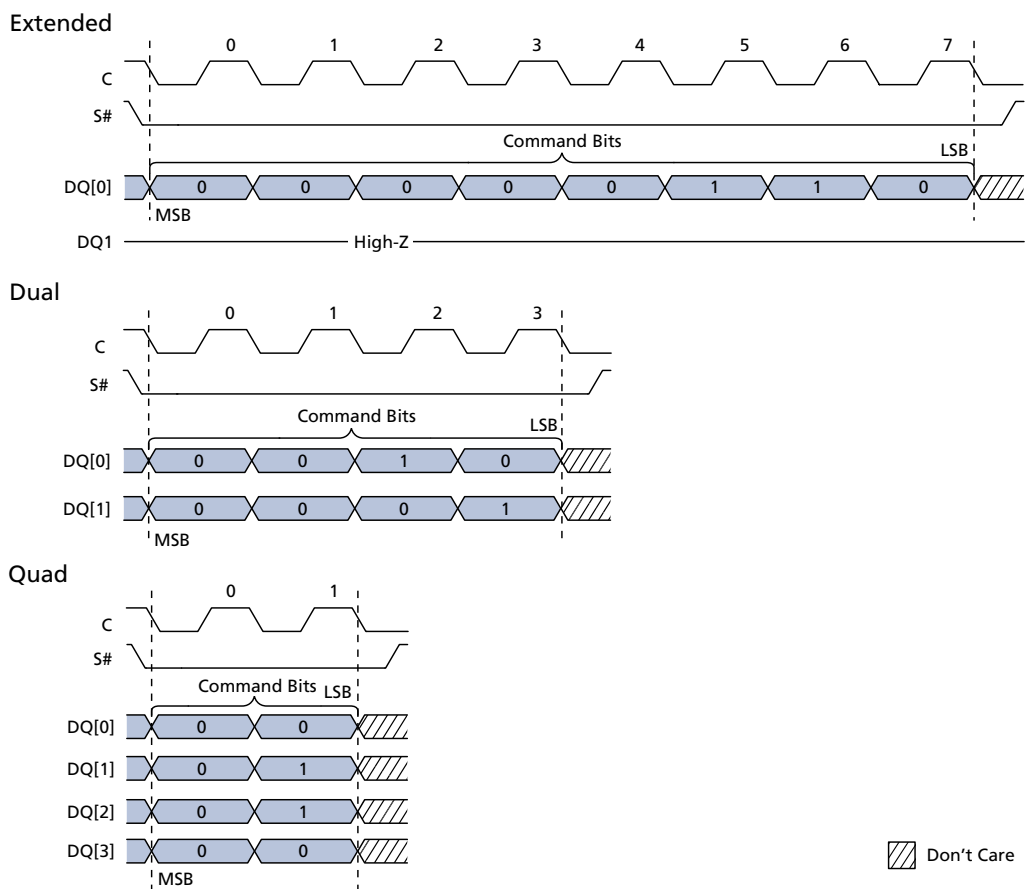 Extended
0 1 2 3 4 5 6 7
C
S#
Command Bits LSB
DQ[0] 0 0 0 0 0 1 1 0
MSB
DQ1 High-Z
Dual
0 1 2 3
C
S#
Command Bits LSB
DQ[0] 0 0 1 0
DQ[1] 0 0 0 1
MSB
Quad
0 1
C
S#
Command Bits LSB
DQ[0] 0 0
DQ[1] 0 1
DQ[2] 0 1
DQ[3] 0 0
MSB
Don't Care